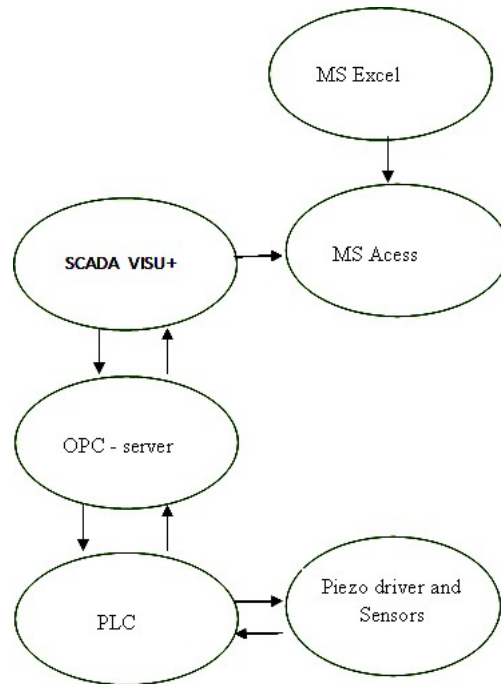 MS Excel
SCADA VISU+
MS Acess
OPC - server
PLC
Piezo driver and
Sensors